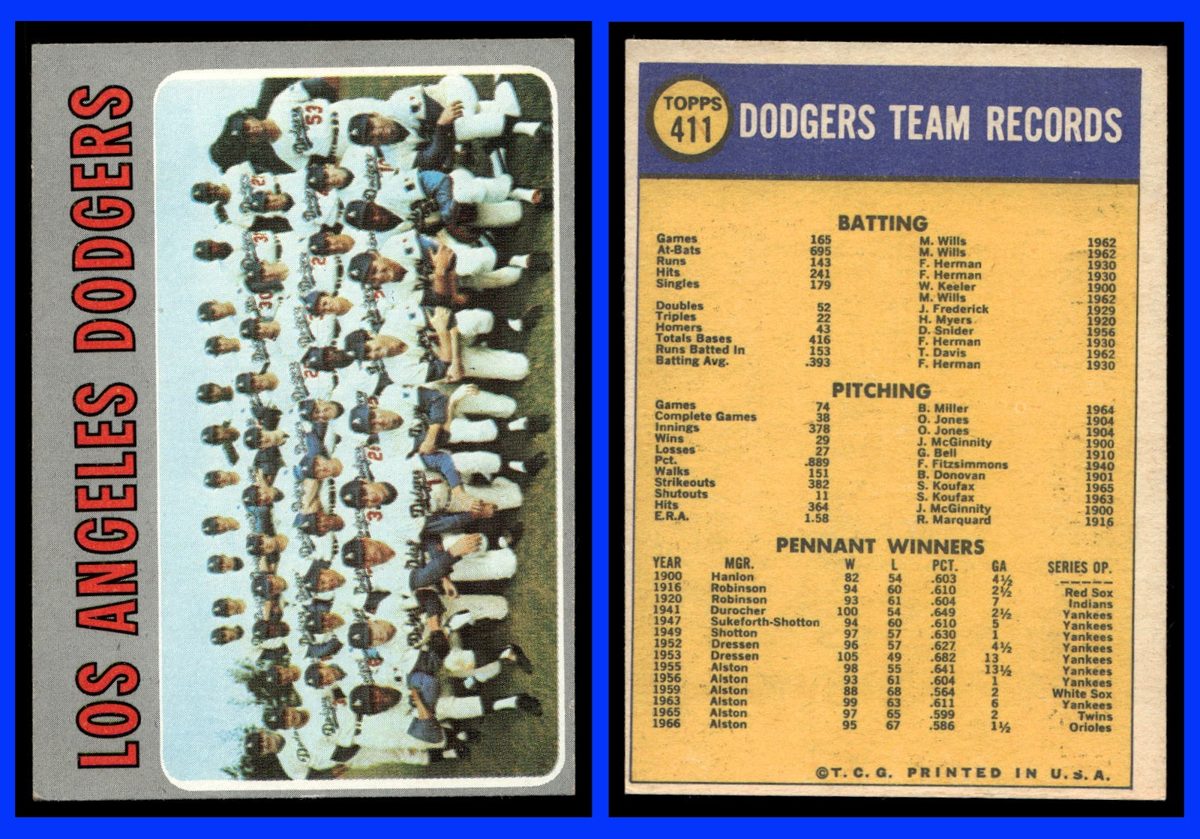 LOS ANGELES DODGERS
TOPPS
411
DODGERS TEAM RECORDS
BATTING
Games 165 M. Wills 1962
At-Bats 695 M. Wills 1962
Runs 143 F. Herman 1930
Hits 241 F. Herman 1930
Singles 179 W. Keeler 1900
M. Wills 1962
Doubles 52 J. Frederick 1929
Triples 22 H. Myers 1920
Homers 43 D. Snider 1956
Totals Bases 416 F. Herman 1930
Runs Batted In 153 T. Davis 1962
Batting Avg. .393 F. Herman 1930
PITCHING
Games 74 B. Miller 1964
Complete Games 38 O. Jones 1904
Innings 378 O. Jones 1904
Wins 29 J. McGinnity 1900
Losses 27 G. Bell 1910
Pct. .889 F. Fitzsimmons 1940
Walks 151 B. Donovan 1901
Strikeouts 382 S. Koufax 1965
Shutouts 11 S. Koufax 1963
Hits 364 J. McGinnity 1900
E.R.A. 1.58 R. Marquard 1916
PENNANT WINNERS
YEAR MGR. W L PCT. GA SERIES OP.
1900 Hanlon 82 54 .603 4½ ------
1916 Robinson 94 60 .610 2½ Red Sox
1920 Robinson 93 61 .604 7 Indians
1941 Durocher 100 54 .649 2½ Yankees
1947 Sukeforth-Shotton 94 60 .610 5 Yankees
1949 Shotton 97 57 .630 1 Yankees
1952 Dressen 96 57 .627 4½ Yankees
1953 Dressen 105 49 .682 13 Yankees
1955 Alston 98 55 .641 13½ Yankees
1956 Alston 93 61 .604 1 Yankees
1959 Alston 88 68 .564 2 White Sox
1963 Alston 99 63 .611 6 Yankees
1965 Alston 97 65 .599 2 Twins
1966 Alston 95 67 .586 1½ Orioles
©T.C.G. PRINTED IN U.S.A.